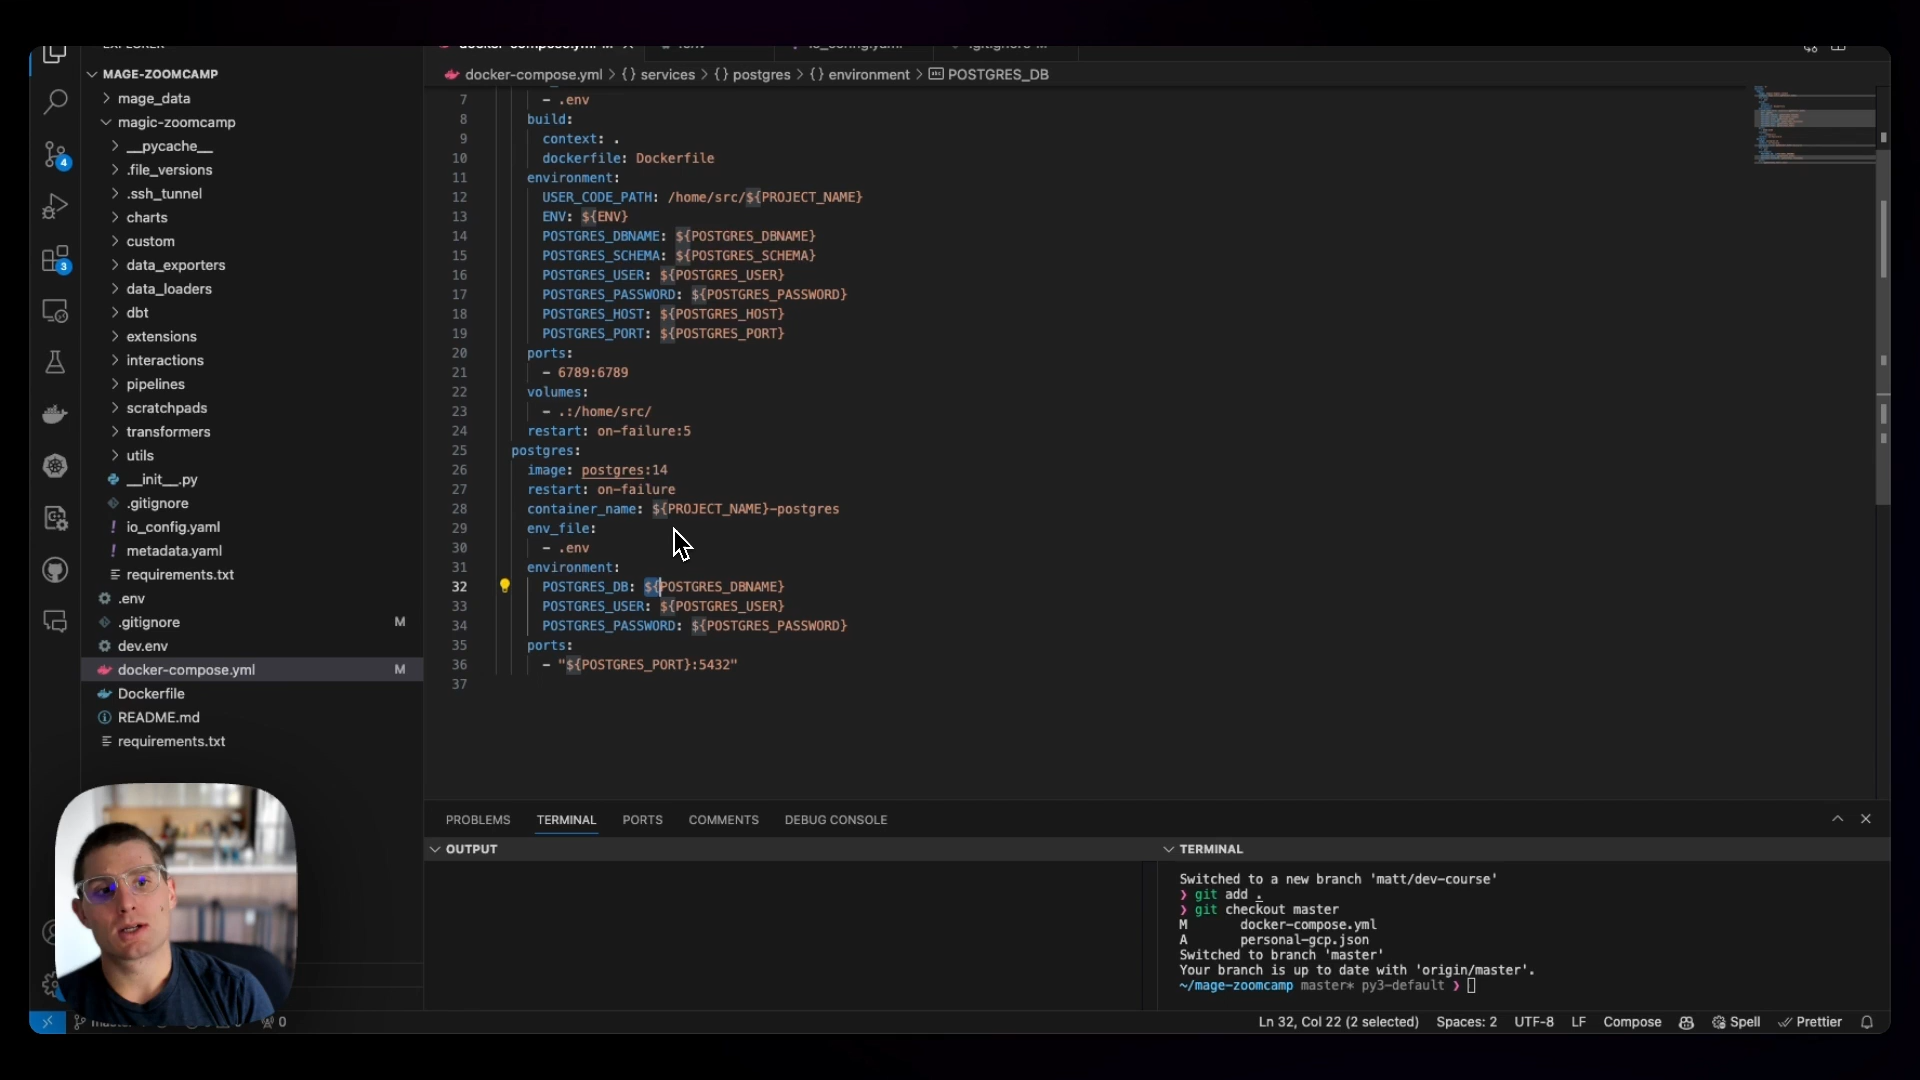 MAGE-ZOOMCAMP
mage_data
magic-zoomcamp
__pycache__
.file_versions
.ssh_tunnel
charts
custom
data_exporters
data_loaders
dbt
extensions
interactions
pipelines
scratchpads
transformers
utils
__init__.py
.gitignore
io_config.yaml
metadata.yaml
requirements.txt
.env
.gitignore M
dev.env
docker-compose.yml M
Dockerfile
README.md
requirements.txt
4
3
docker-compose.yml > {} services > {} postgres > {} environment > POSTGRES_DB
7 - .env
8 build:
9 context: .
10 dockerfile: Dockerfile
11 environment:
12 USER_CODE_PATH: /home/src/${PROJECT_NAME}
13 ENV: ${ENV}
14 POSTGRES_DBNAME: ${POSTGRES_DBNAME}
15 POSTGRES_SCHEMA: ${POSTGRES_SCHEMA}
16 POSTGRES_USER: ${POSTGRES_USER}
17 POSTGRES_PASSWORD: ${POSTGRES_PASSWORD}
18 POSTGRES_HOST: ${POSTGRES_HOST}
19 POSTGRES_PORT: ${POSTGRES_PORT}
20 ports:
21 - 6789:6789
22 volumes:
23 - .:/home/src/
24 restart: on-failure:5
25 postgres:
26 image: postgres:14
27 restart: on-failure
28 container_name: ${PROJECT_NAME}-postgres
29 env_file:
30 - .env
31 environment:
32 POSTGRES_DB: ${POSTGRES_DBNAME}
33 POSTGRES_USER: ${POSTGRES_USER}
34 POSTGRES_PASSWORD: ${POSTGRES_PASSWORD}
35 ports:
36 - "${POSTGRES_PORT}:5432"
37
PROBLEMS TERMINAL PORTS COMMENTS DEBUG CONSOLE
OUTPUT
TERMINAL
Switched to a new branch 'matt/dev-course'
❯ git add .
❯ git checkout master
M docker-compose.yml
A personal-gcp.json
Switched to branch 'master'
Your branch is up to date with 'origin/master'.
~/mage-zoomcamp master* py3-default ❯
0
Ln 32, Col 22 (2 selected) Spaces: 2 UTF-8 LF Compose Spell Prettier